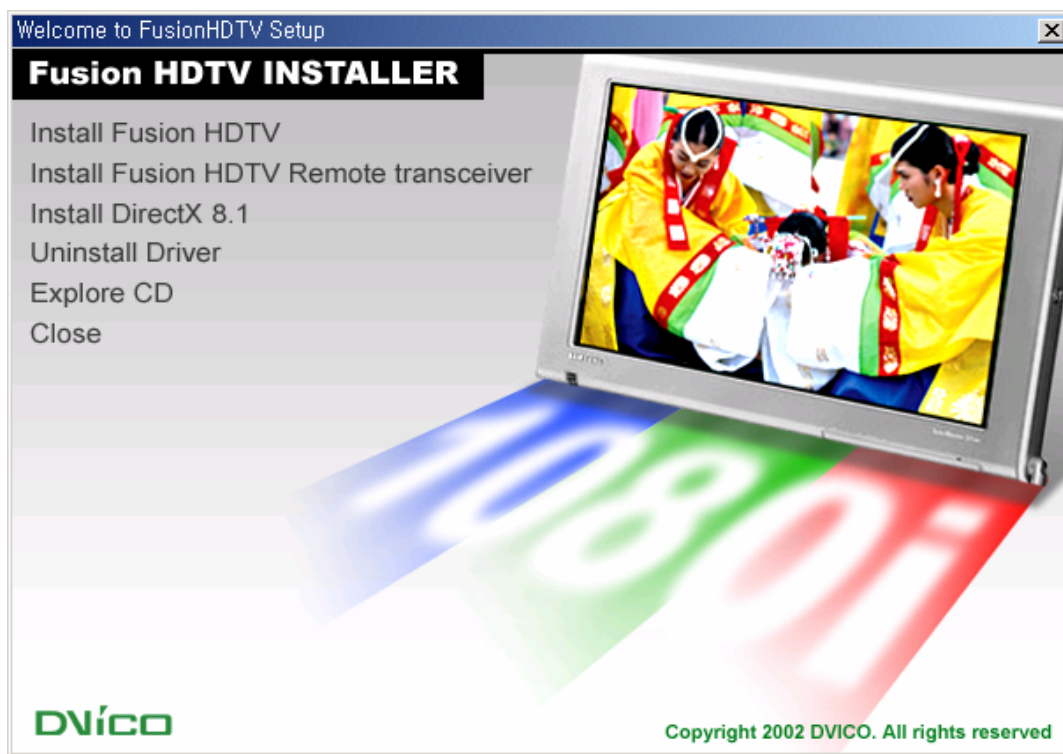 Welcome to FusionHDTV Setup
Fusion HDTV INSTALLER
Install Fusion HDTV
Install Fusion HDTV Remote transceiver
Install DirectX 8.1
Uninstall Driver
Explore CD
Close
1080i
DVICO
Copyright 2002 DVICO. All rights reserved